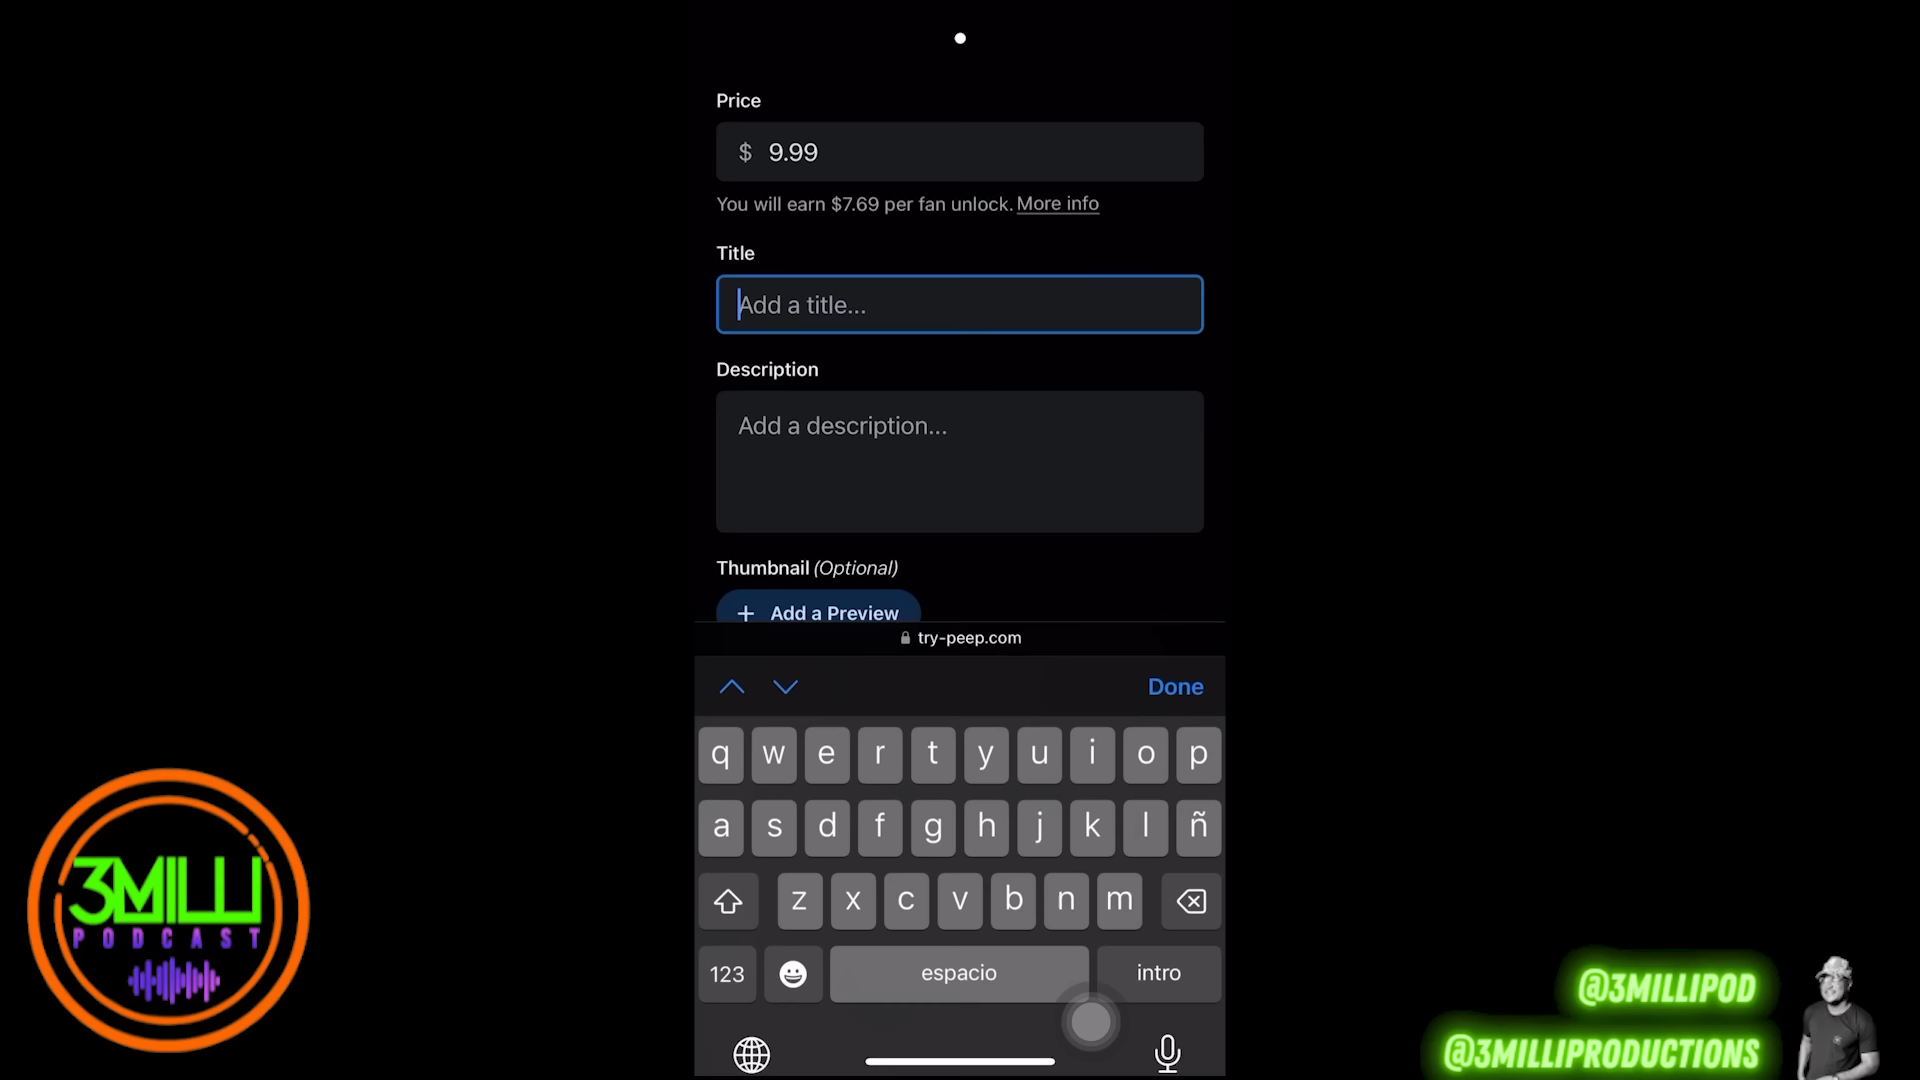 Price
$ 9.99
You will earn $7.69 per fan unlock. More info
Title
Add a title...
Description
Add a description...
Thumbnail (Optional)
+ Add a Preview
try-peep.com
Done
q w e r t y u i o p
a s d f g h j k l ñ
z x c v b n m
123 espacio intro
3MILLI
PODCAST
@3MILLIPOD
@3MILLIPRODUCTIONS